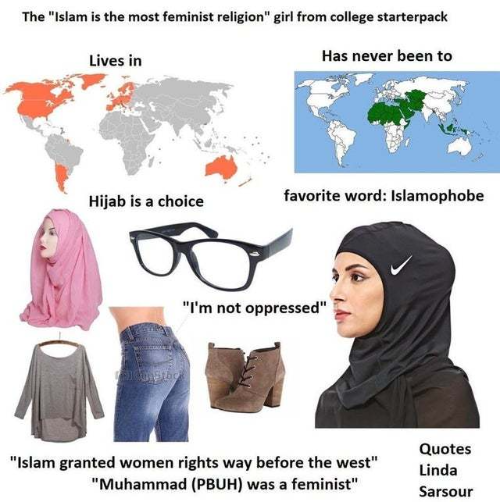 The "Islam is the most feminist religion" girl from college starterpack
Lives in
Has never been to
Hijab is a choice
favorite word: Islamophobe
"I'm not oppressed"
"Islam granted women rights way before the west"
"Muhammad (PBUH) was a feminist"
Quotes
Linda
Sarsour